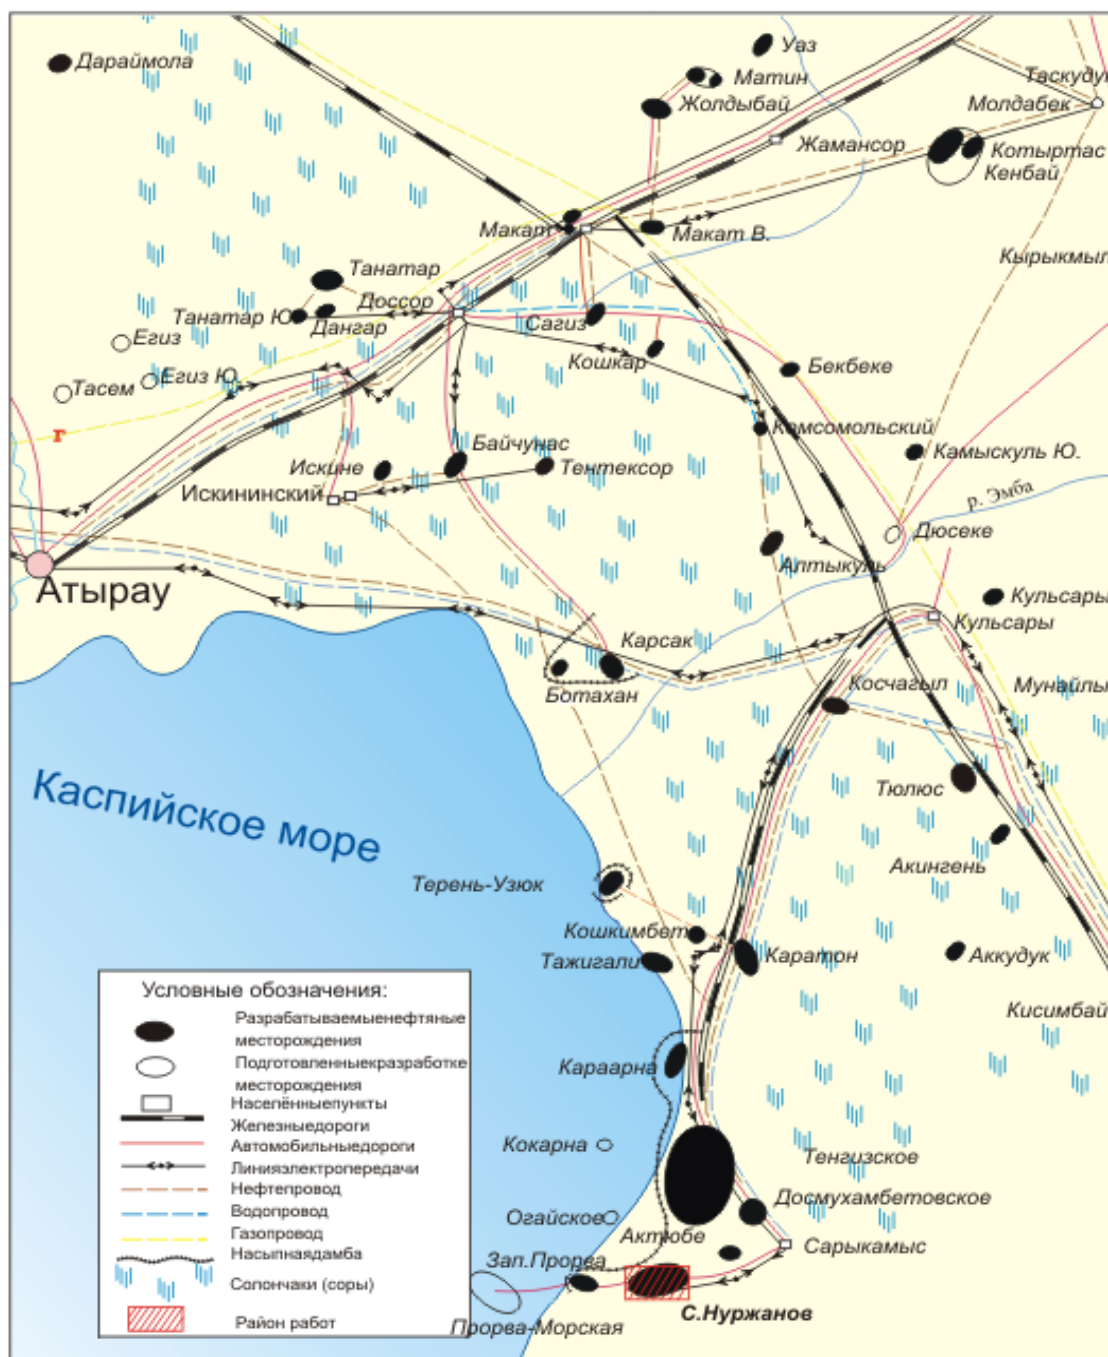 Дараймола
Уаз
Матин
Жолдыбай
Таскудук
Молдабек
Жамансор
Котыртас
Кенбай
Макат
Макат В.
Кырыкмыл
Танатар
Доссор
Танатар Ю
Дангар
Сагиз
Кошкар
Егиз
Бекбеке
Егиз Ю.
Тасем
г
Комсомольский
Байчунас
Камыскуль Ю.
Искине
Тентексор
Искининский
р. Эмба
Дюсеке
Алтыкуль
Атырау
Кульсары
Кульсары
Карсак
Ботахан
Косчагыл
Мунайлы
Тюлюс
Каспийское море
Акингень
Терень-Узюк
Кошкимбет
Тажигали
Каратон
Аккудук
Кисимбай
Караарна
Кокарна
Тенгизское
Досмухамбетовское
Огайское
Актюбе
Сарыкамыс
Зап.Прорва
С.Нуржанов
Прорва-Морская
Условные обозначения:
Разрабатываемыенефтяные
месторождения
Подготовленныекразработке
месторождения
Населённыепункты
Железныедороги
Автомобильныедороги
Линияэлектропередачи
Нефтепровод
Водопровод
Газопровод
Насыпнаядамба
Солончаки (соры)
Район работ